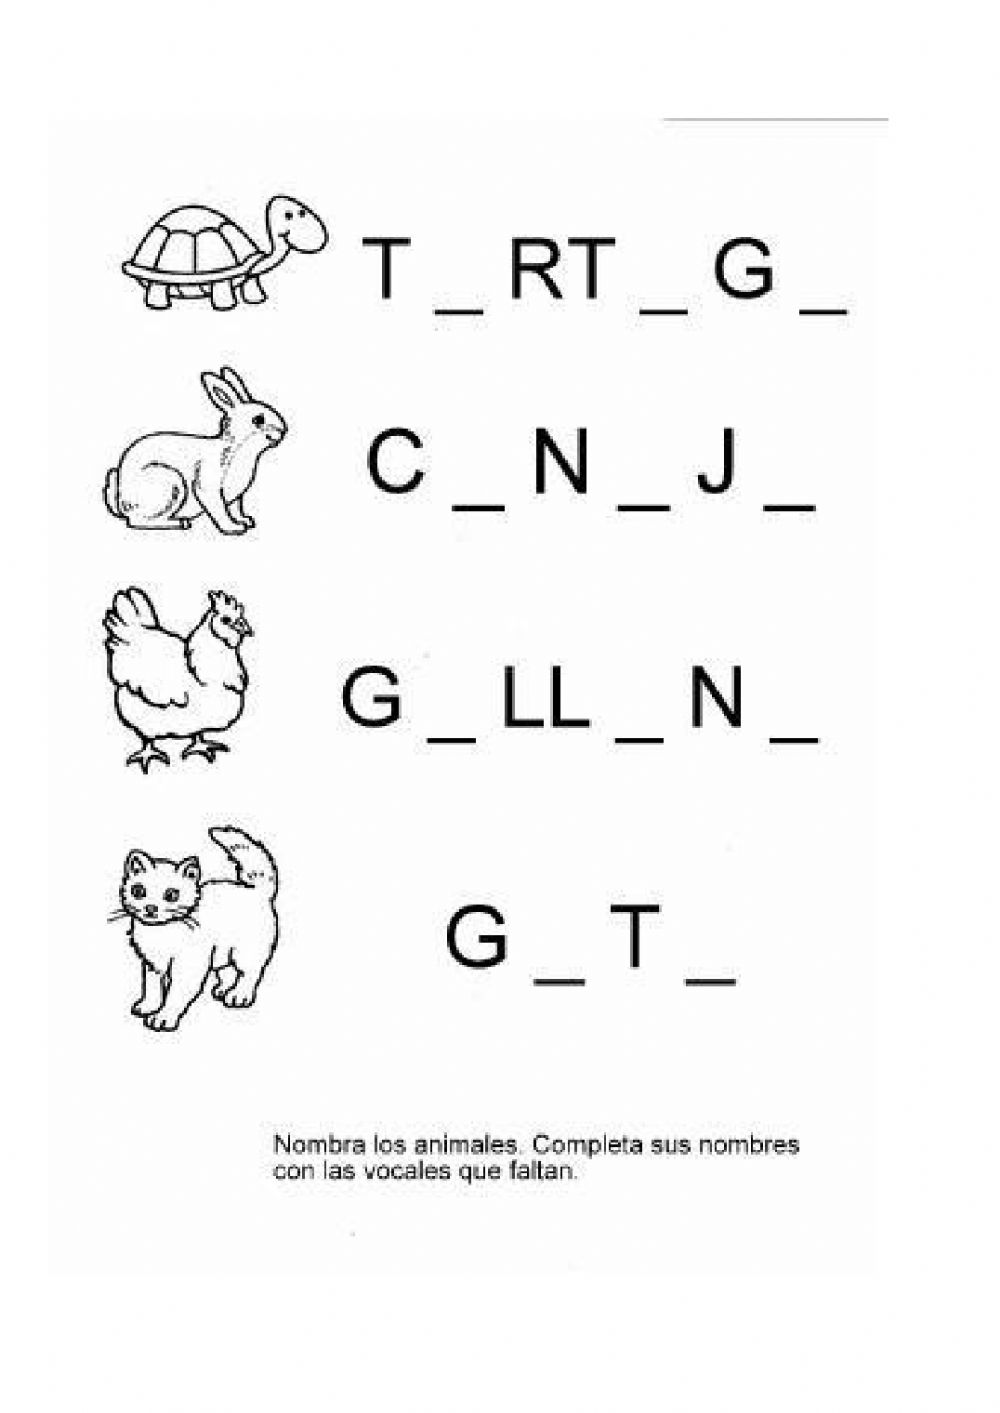 T _ RT _ G _
C _ N _ J _
G _ LL _ N _
G _ T _
Nombra los animales. Completa sus nombres
con las vocales que faltan.